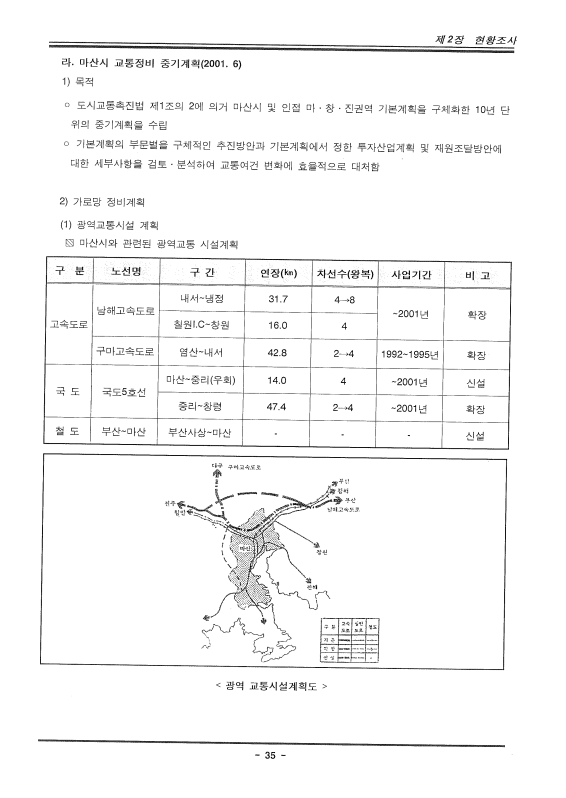 제 2 장 현황조사
라. 마산시 교통정비 중기계획(2001. 6)
1) 목적
○ 도시교통촉진법 제1조의 2에 의거 마산시 및 인접 마·창·진권역 기본계획을 구체화한 10년 단
위의 중기계획을 수립
○ 기본계획의 부문별을 구체적인 추진방안과 기본계획에서 정한 투자산업계획 및 재원조달방안에
대한 세부사항을 검토·분석하여 교통여건 변화에 효율적으로 대처함
2) 가로망 정비계획
(1) 광역교통시설 계획
▧ 마산시와 관련된 광역교통 시설계획
구 분 노선명 구 간 연장(㎞) 차선수(왕복) 사업기간 비 고
고속도로 남해고속도로 내서~냉정 31.7 4→8 ~2001년 확장
칠원I.C~창원 16.0 4
구마고속도로 염산~내서 42.8 2→4 1992~1995년 확장
국 도 국도5호선 마산~중리(우회) 14.0 4 ~2001년 신설
중리~창령 47.4 2→4 ~2001년 확장
철 도 부산~마산 부산사상~마산 - - - 신설
대구 구마고속도로
부산
남해고속도로
마산
창원
진해
구 분 고속도로 철도
< 광역 교통시설계획도 >
- 35 -